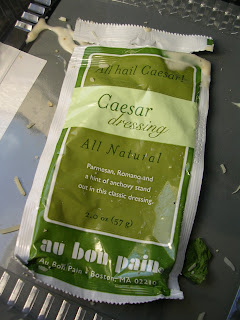 All hail Caesar!
Caesar
dressing
All Natural
Parmesan, Romano and
a hint of anchovy stand
out in this classic dressing.
2.0 oz (57 g)
au bon pain.
Au Bon Pain Boston, MA 02210